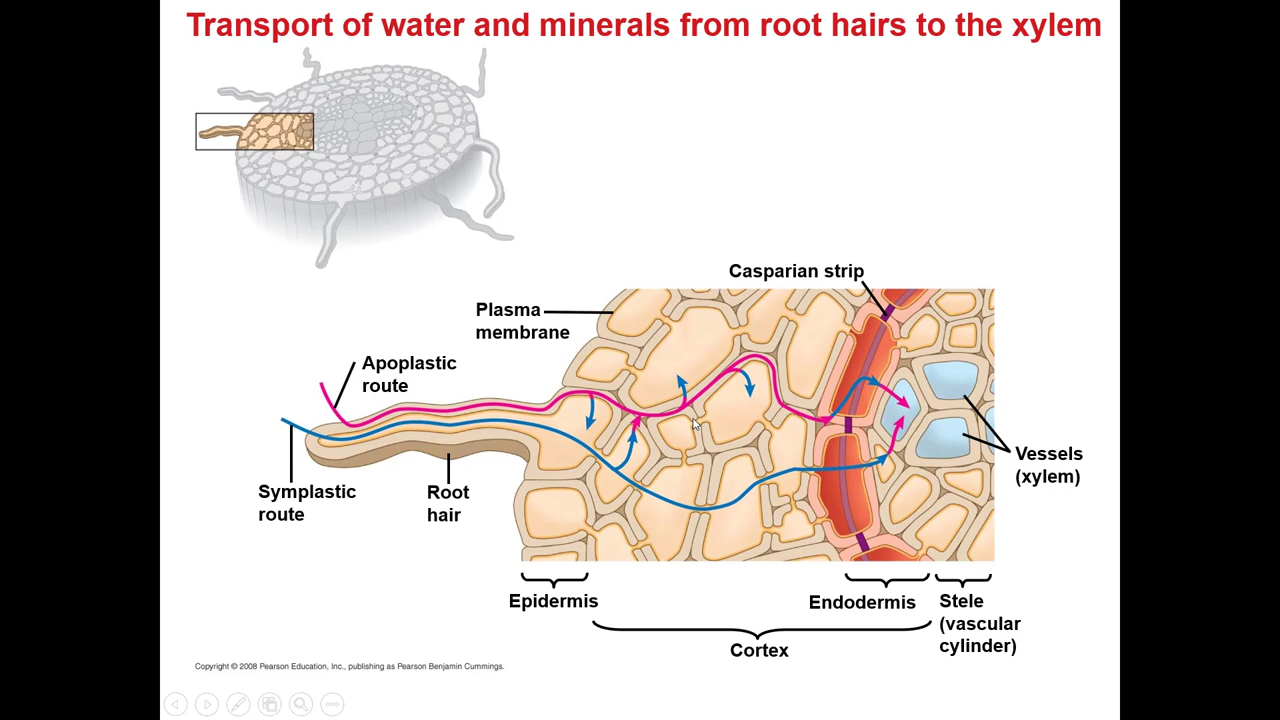 Transport of water and minerals from root hairs to the xylem
Casparian strip
Plasma
membrane
Apoplastic
route
Symplastic
route
Root
hair
Vessels
(xylem)
Epidermis
Endodermis
Stele
(vascular
cylinder)
Cortex
Copyright © 2008 Pearson Education, Inc., publishing as Pearson Benjamin Cummings.